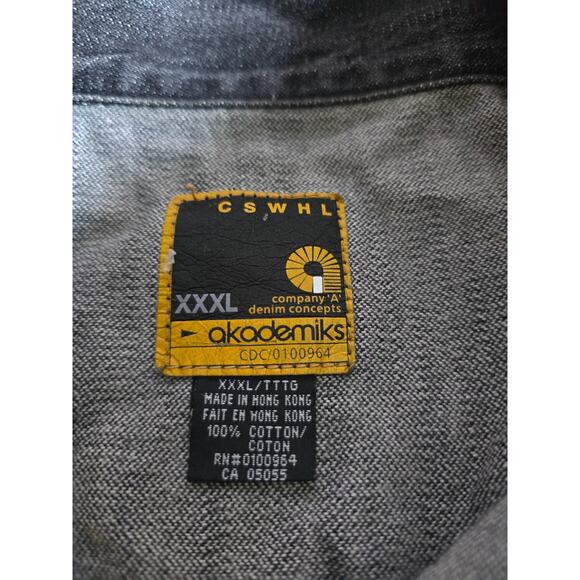 C S W H L
XXXL
company 'A'
denim concepts
akademiks
CDC/0100964
XXXL/TTTG
MADE IN HONG KONG
FAIT EN HONG KONG
100% COTTON/
COTON
RN#0100964
CA 05055